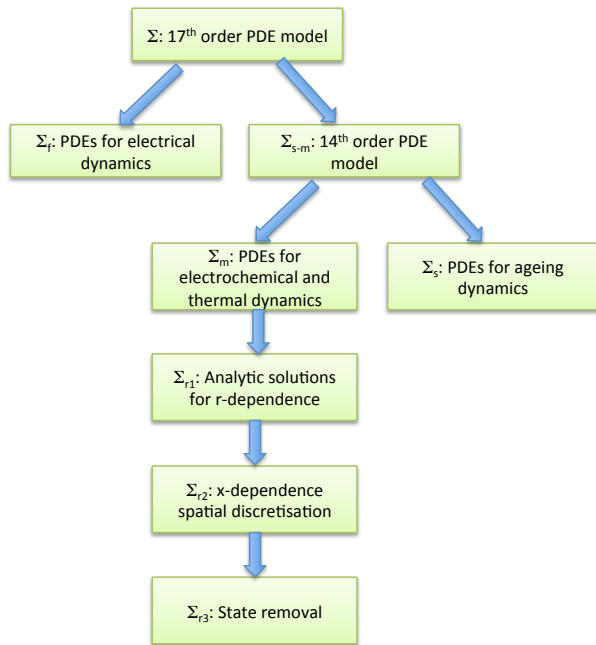 Σ: 17th order PDE model
Σf: PDEs for electrical
dynamics
Σs-m: 14th order PDE
model
Σm: PDEs for
electrochemical and
thermal dynamics
Σs: PDEs for ageing
dynamics
Σr1: Analytic solutions
for r-dependence
Σr2: x-dependence
spatial discretisation
Σr3: State removal